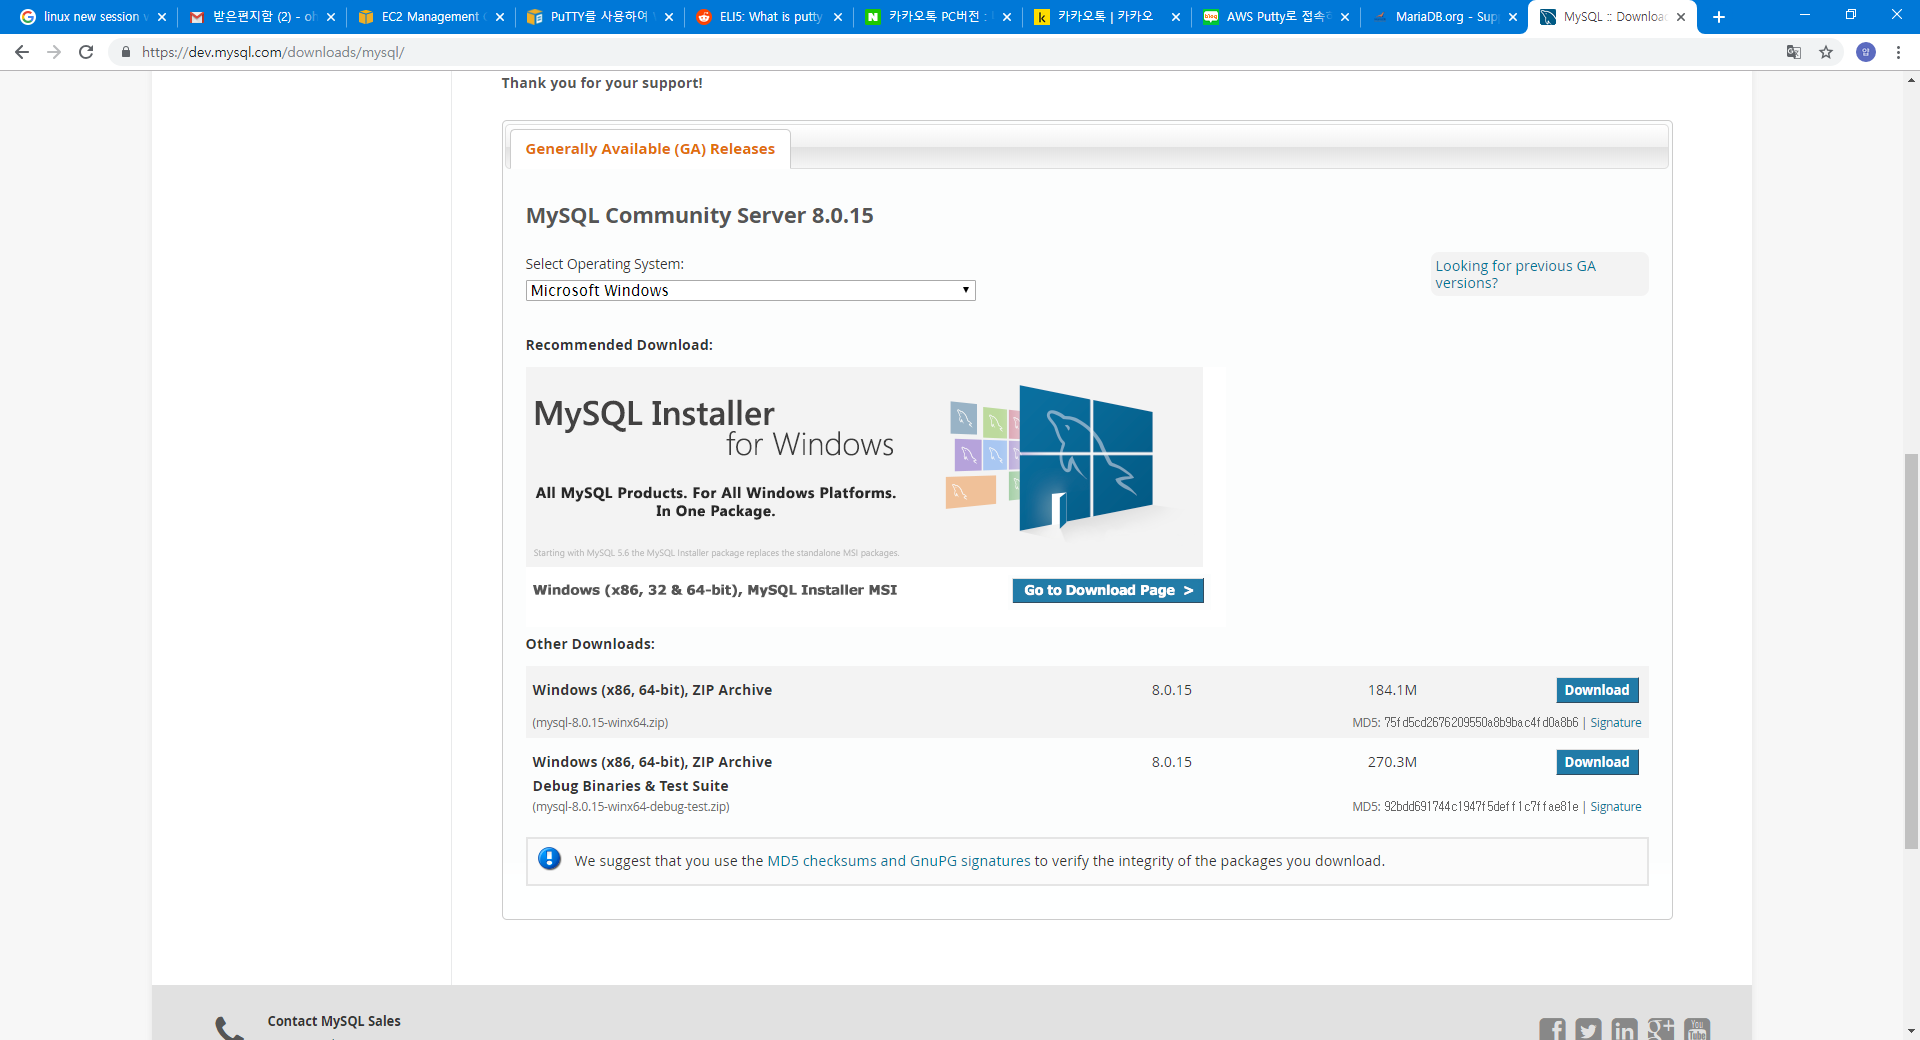 linux new session
받은편지함 (2) - oh
EC2 Management
PuTTY를 사용하여
ELI5: What is putty
카카오톡 PC버전 :
카카오톡 | 카카오
AWS Putty로 접속
MariaDB.org - Sup
MySQL :: Downloa
https://dev.mysql.com/downloads/mysql/
Thank you for your support!
Generally Available (GA) Releases
MySQL Community Server 8.0.15
Select Operating System:
Looking for previous GA
versions?
Microsoft Windows
Recommended Download:
MySQL Installer
for Windows
All MySQL Products. For All Windows Platforms.
In One Package.
Starting with MySQL 5.6 the MySQL Installer package replaces the standalone MSI packages.
Windows (x86, 32 & 64-bit), MySQL Installer MSI
Go to Download Page >
Other Downloads:
Windows (x86, 64-bit), ZIP Archive 8.0.15 184.1M Download
(mysql-8.0.15-winx64.zip) MD5: 75fd5cd2676209550a8b9bac4fd0a8b6 | Signature
Windows (x86, 64-bit), ZIP Archive 8.0.15 270.3M Download
Debug Binaries & Test Suite
(mysql-8.0.15-winx64-debug-test.zip) MD5: 92bdd691744c1947f5deff1c7ffae81e | Signature
We suggest that you use the MD5 checksums and GnuPG signatures to verify the integrity of the packages you download.
Contact MySQL Sales